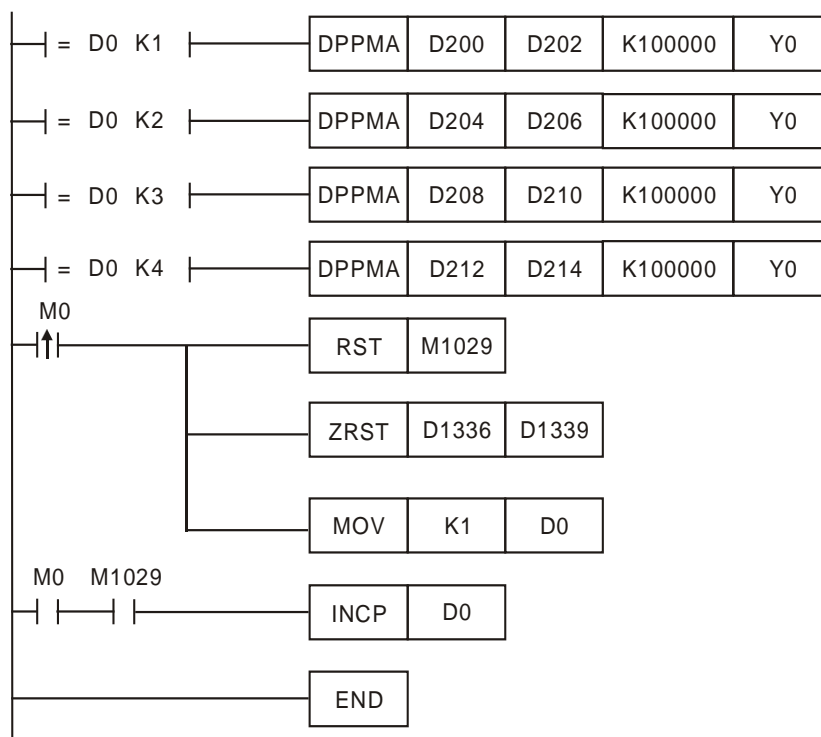 = D0 K1 DPPMA D200 D202 K100000 Y0
= D0 K2 DPPMA D204 D206 K100000 Y0
= D0 K3 DPPMA D208 D210 K100000 Y0
= D0 K4 DPPMA D212 D214 K100000 Y0
M0
RST M1029
ZRST D1336 D1339
MOV K1 D0
M0 M1029
INCP D0
END